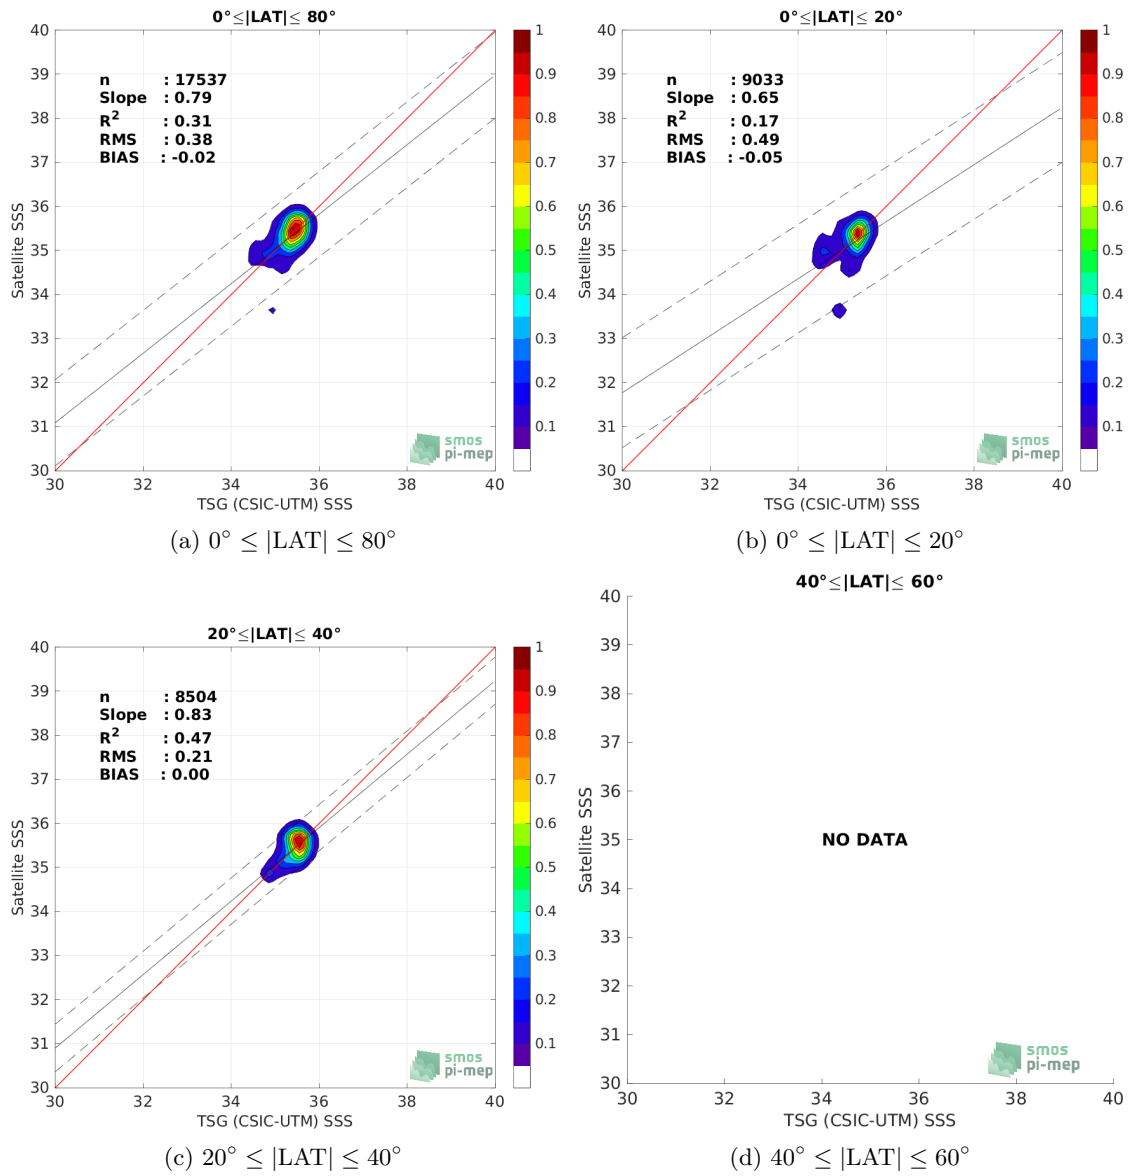 0°≤|LAT|≤ 80°
40
39
38
37
36
35
34
33
32
31
30
Satellite SSS
n : 17537
Slope : 0.79
R² : 0.31
RMS : 0.38
BIAS : -0.02
smos
pi-mep
30 32 34 36 38 40
TSG (CSIC-UTM) SSS
1
0.9
0.8
0.7
0.6
0.5
0.4
0.3
0.2
0.1
(a) 0° ≤ |LAT| ≤ 80°
0°≤|LAT|≤ 20°
40
39
38
37
36
35
34
33
32
31
30
Satellite SSS
n : 9033
Slope : 0.65
R² : 0.17
RMS : 0.49
BIAS : -0.05
smos
pi-mep
30 32 34 36 38 40
TSG (CSIC-UTM) SSS
1
0.9
0.8
0.7
0.6
0.5
0.4
0.3
0.2
0.1
(b) 0° ≤ |LAT| ≤ 20°
20°≤|LAT|≤ 40°
40
39
38
37
36
35
34
33
32
31
30
Satellite SSS
n : 8504
Slope : 0.83
R² : 0.47
RMS : 0.21
BIAS : 0.00
smos
pi-mep
30 32 34 36 38 40
TSG (CSIC-UTM) SSS
1
0.9
0.8
0.7
0.6
0.5
0.4
0.3
0.2
0.1
(c) 20° ≤ |LAT| ≤ 40°
40°≤|LAT|≤ 60°
40
39
38
37
36
35
34
33
32
31
30
Satellite SSS
NO DATA
smos
pi-mep
30 32 34 36 38 40
TSG (CSIC-UTM) SSS
(d) 40° ≤ |LAT| ≤ 60°